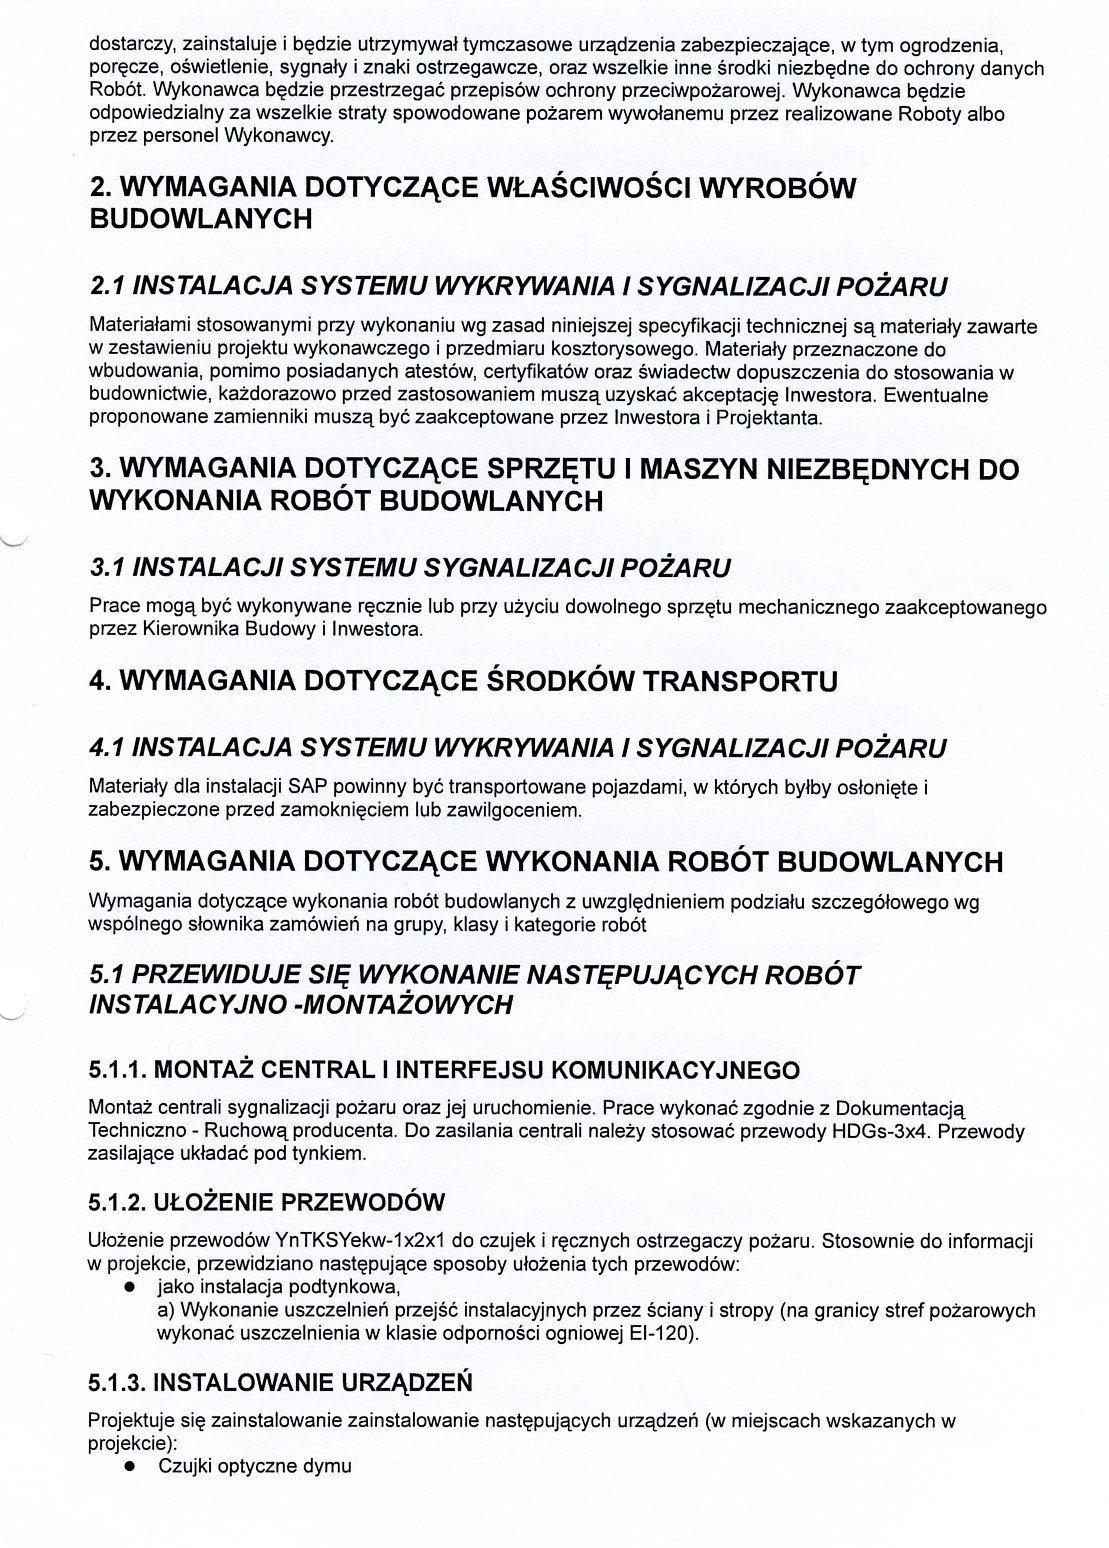 dostarczy, zainstaluje i będzie utrzymywał tymczasowe urządzenia zabezpieczające, w tym ogrodzenia,
poręcze, oświetlenie, sygnały i znaki ostrzegawcze, oraz wszelkie inne środki niezbędne do ochrony danych
Robót. Wykonawca będzie przestrzegać przepisów ochrony przeciwpożarowej. Wykonawca będzie
odpowiedzialny za wszelkie straty spowodowane pożarem wywołanemu przez realizowane Roboty albo
przez personel Wykonawcy.
2. WYMAGANIA DOTYCZĄCE WŁAŚCIWOŚCI WYROBÓW
BUDOWLANYCH
2.1 INSTALACJA SYSTEMU WYKRYWANIA I SYGNALIZACJI POŻARU
Materiałami stosowanymi przy wykonaniu wg zasad niniejszej specyfikacji technicznej są materiały zawarte
w zestawieniu projektu wykonawczego i przedmiaru kosztorysowego. Materiały przeznaczone do
wbudowania, pomimo posiadanych atestów, certyfikatów oraz świadectw dopuszczenia do stosowania w
budownictwie, każdorazowo przed zastosowaniem muszą uzyskać akceptację Inwestora. Ewentualne
proponowane zamienniki muszą być zaakceptowane przez Inwestora i Projektanta.
3. WYMAGANIA DOTYCZĄCE SPRZĘTU I MASZYN NIEZBĘDNYCH DO
WYKONANIA ROBÓT BUDOWLANYCH
3.1 INSTALACJI SYSTEMU SYGNALIZACJI POŻARU
Prace mogą być wykonywane ręcznie lub przy użyciu dowolnego sprzętu mechanicznego zaakceptowanego
przez Kierownika Budowy i Inwestora.
4. WYMAGANIA DOTYCZĄCE ŚRODKÓW TRANSPORTU
4.1 INSTALACJA SYSTEMU WYKRYWANIA I SYGNALIZACJI POŻARU
Materiały dla instalacji SAP powinny być transportowane pojazdami, w których byłby osłonięte i
zabezpieczone przed zamoknięciem lub zawilgoceniem.
5. WYMAGANIA DOTYCZĄCE WYKONANIA ROBÓT BUDOWLANYCH
Wymagania dotyczące wykonania robót budowlanych z uwzględnieniem podziału szczegółowego wg
wspólnego słownika zamówień na grupy, klasy i kategorie robót
5.1 PRZEWIDUJE SIĘ WYKONANIE NASTĘPUJĄCYCH ROBÓT
INSTALACYJNO -MONTAŻOWYCH
5.1.1. MONTAŻ CENTRAL I INTERFEJSU KOMUNIKACYJNEGO
Montaż centrali sygnalizacji pożaru oraz jej uruchomienie. Prace wykonać zgodnie z Dokumentacją
Techniczno - Ruchową producenta. Do zasilania centrali należy stosować przewody HDGs-3x4. Przewody
zasilające układać pod tynkiem.
5.1.2. UŁOŻENIE PRZEWODÓW
Ułożenie przewodów YnTKSYekw-1x2x1 do czujek i ręcznych ostrzegaczy pożaru. Stosownie do informacji
w projekcie, przewidziano następujące sposoby ułożenia tych przewodów:
● jako instalacja podtynkowa,
a) Wykonanie uszczelnień przejść instalacyjnych przez ściany i stropy (na granicy stref pożarowych
wykonać uszczelnienia w klasie odporności ogniowej EI-120).
5.1.3. INSTALOWANIE URZĄDZEŃ
Projektuje się zainstalowanie zainstalowanie następujących urządzeń (w miejscach wskazanych w
projekcie):
● Czujki optyczne dymu